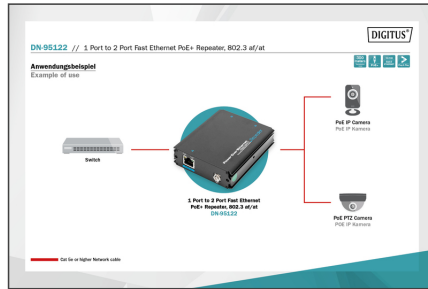 DIGITUS®
DN-95122 // 1 Port to 2 Port Fast Ethernet PoE+ Repeater, 802.3 af/at
Anwendungsbeispiel
Example of use
PoE IP Camera
PoE IP Kamera
Switch
1 Port to 2 Port Fast Ethernet
PoE+ Repeater, 802.3 af/at
DN-95122
PoE PTZ Camera
POE IP Kamera
Cat 5e or higher Network cable